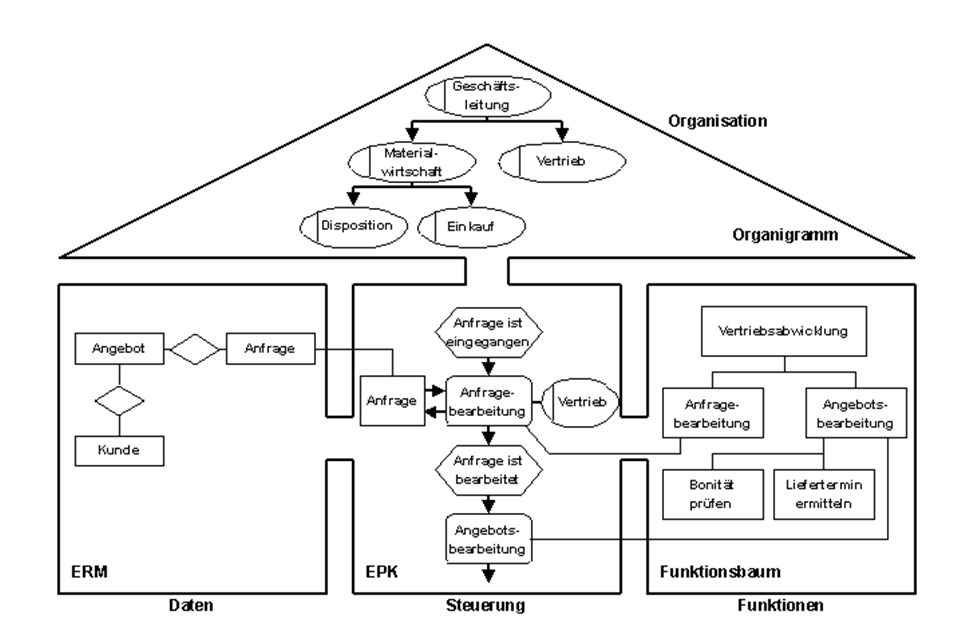 Geschäfts-
leitung
Organisation
Material-
wirtschaft
Vertrieb
Disposition
Einkauf
Organigramm
Angebot
Anfrage
Kunde
ERM
Daten
Anfrage ist
eingegangen
Anfrage
Anfrage-
bearbeitung
Vertrieb
Anfrage ist
bearbeitet
Angebots-
bearbeitung
EPK
Steuerung
Vertriebsabwicklung
Anfrage-
bearbeitung
Angebots-
bearbeitung
Bonität
prüfen
Liefertermin
ermitteln
Funktionsbaum
Funktionen